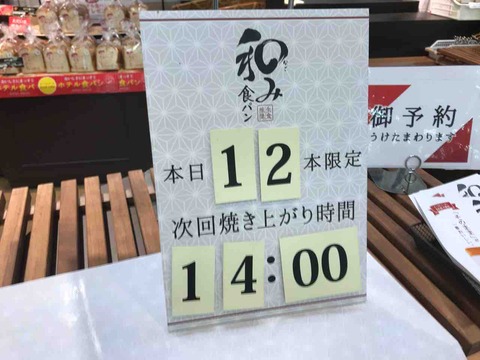 和み
食パン
本日 12 本限定
次回焼き上がり時間
14:00
御予約
うけたまわります
ホテル食パン
ホテル食パン